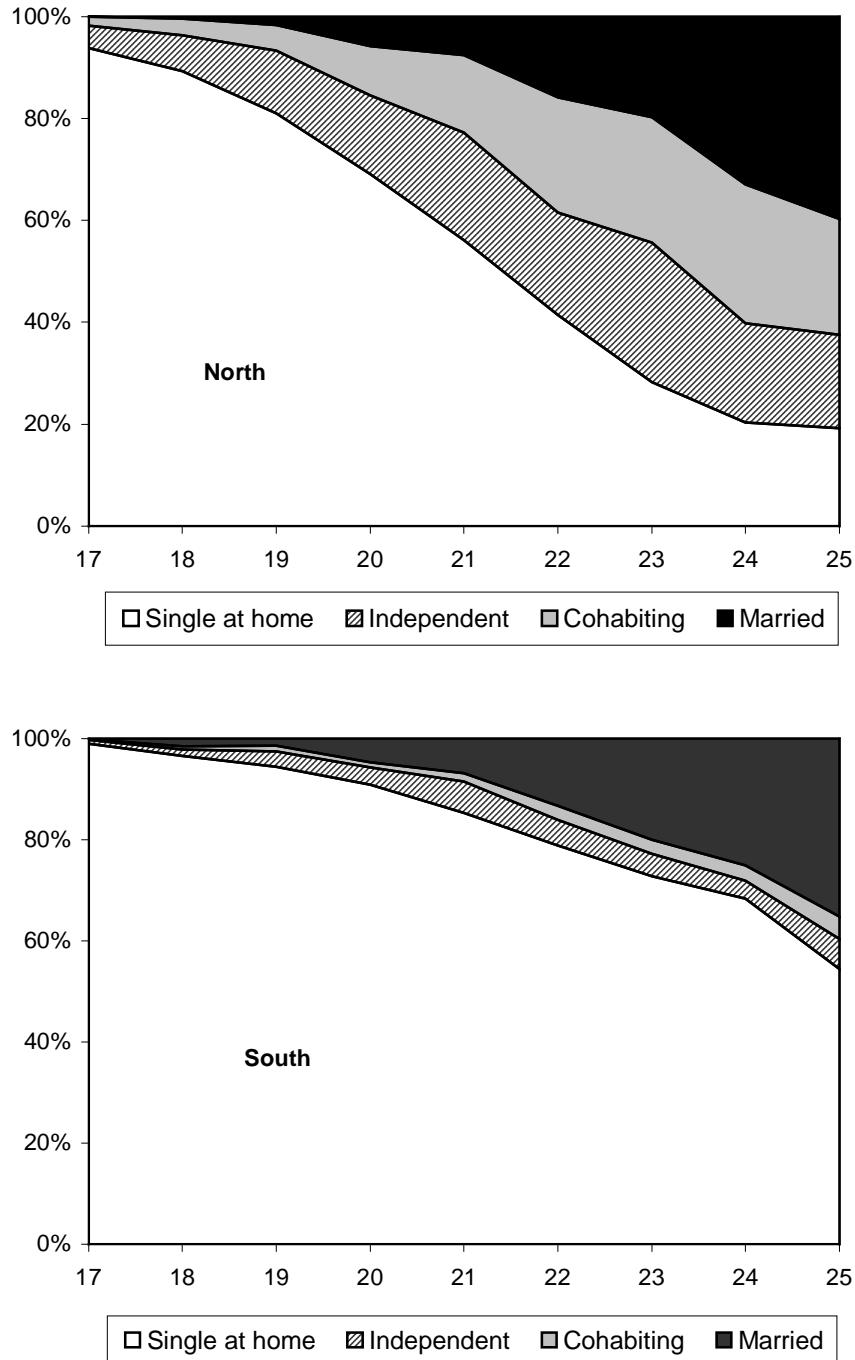 100%
80%
60%
40%
North
20%
0%
17 18 19 20 21 22 23 24 25
Single at home Independent Cohabiting Married
100%
80%
60%
40%
South
20%
0%
17 18 19 20 21 22 23 24 25
Single at home Independent Cohabiting Married